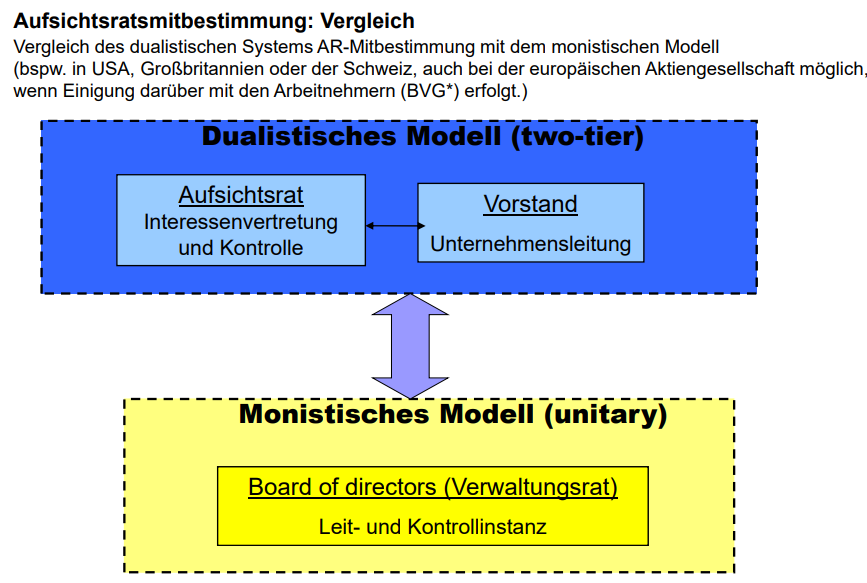 Aufsichtsratsmitbestimmung: Vergleich
Vergleich des dualistischen Systems AR-Mitbestimmung mit dem monistischen Modell
(bspw. in USA, Großbritannien oder der Schweiz, auch bei der europäischen Aktiengesellschaft möglich,
wenn Einigung darüber mit den Arbeitnehmern (BVG*) erfolgt.)
Dualistisches Modell (two-tier)
Aufsichtsrat
Interessenvertretung
und Kontrolle
Vorstand
Unternehmensleitung
Monistisches Modell (unitary)
Board of directors (Verwaltungsrat)
Leit- und Kontrollinstanz